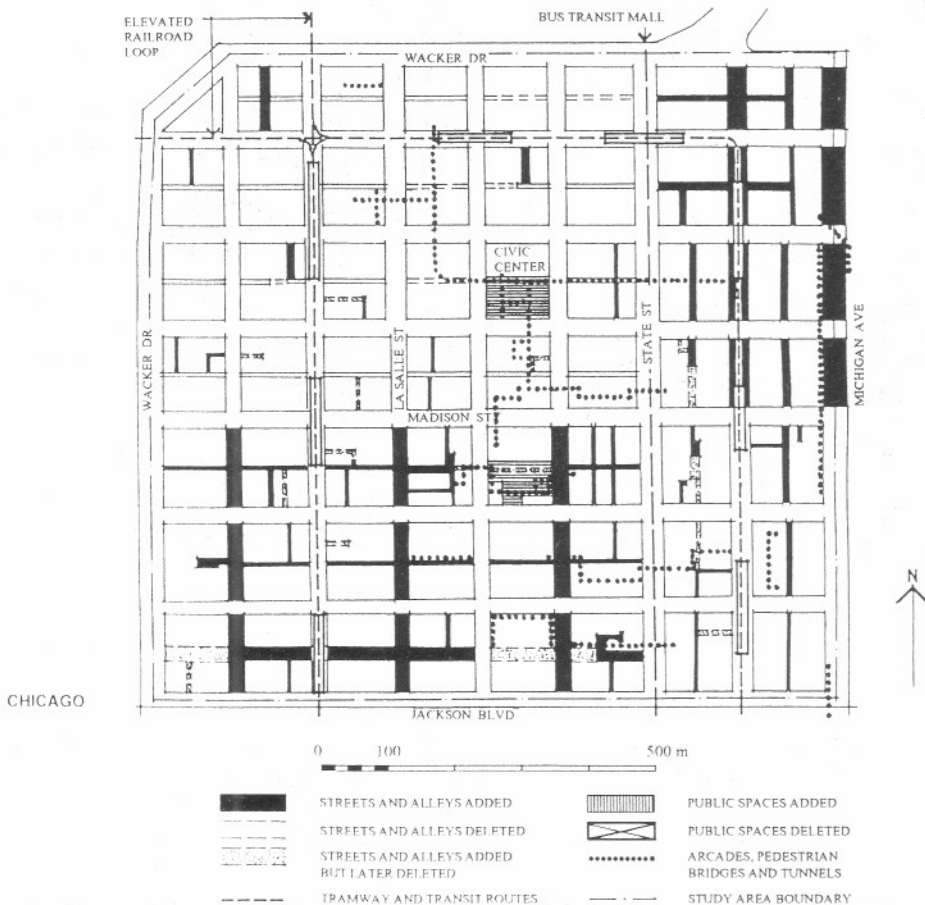 ELEVATED
RAILROAD
LOOP
BUS TRANSIT MALL
WACKER DR
CIVIC
CENTER
WACKER DR
LA SALLE ST
STATE ST
MICHIGAN AVE
MADISON ST
N
CHICAGO
JACKSON BLVD
0 100 500 m
STREETS AND ALLEYS ADDED
STREETS AND ALLEYS DELETED
STREETS AND ALLEYS ADDED
BUT LATER DELETED
TRAMWAY AND TRANSIT ROUTES
PUBLIC SPACES ADDED
PUBLIC SPACES DELETED
ARCADES, PEDESTRIAN
BRIDGES AND TUNNELS
STUDY AREA BOUNDARY